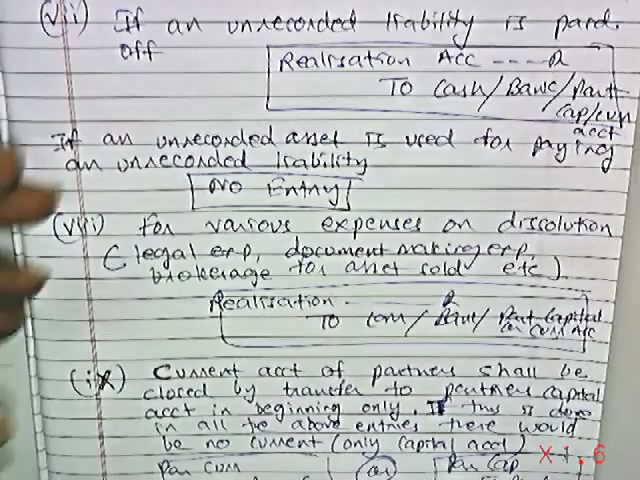 (vii) If an unrecorded liability is paid
off
Realisation Acc ---- D
To Cash/Bank/Part
Cap/curr
acct
If an unrecorded asset is used for paying
an unrecorded liability
NO Entry
(viii) for various expenses on dissolution
(legal exp, document making exp,
brokerage for asset sold etc).
Realisation
To Cash / Bank / Part Capital
or Curr Acc
(ix) Current acct of partners shall be
closed by transfer to partners capital
acct in beginning only. If this is done
in all the above entries there would
be no current (only capital acct) x1.6
Par Curr (or) Par Cap